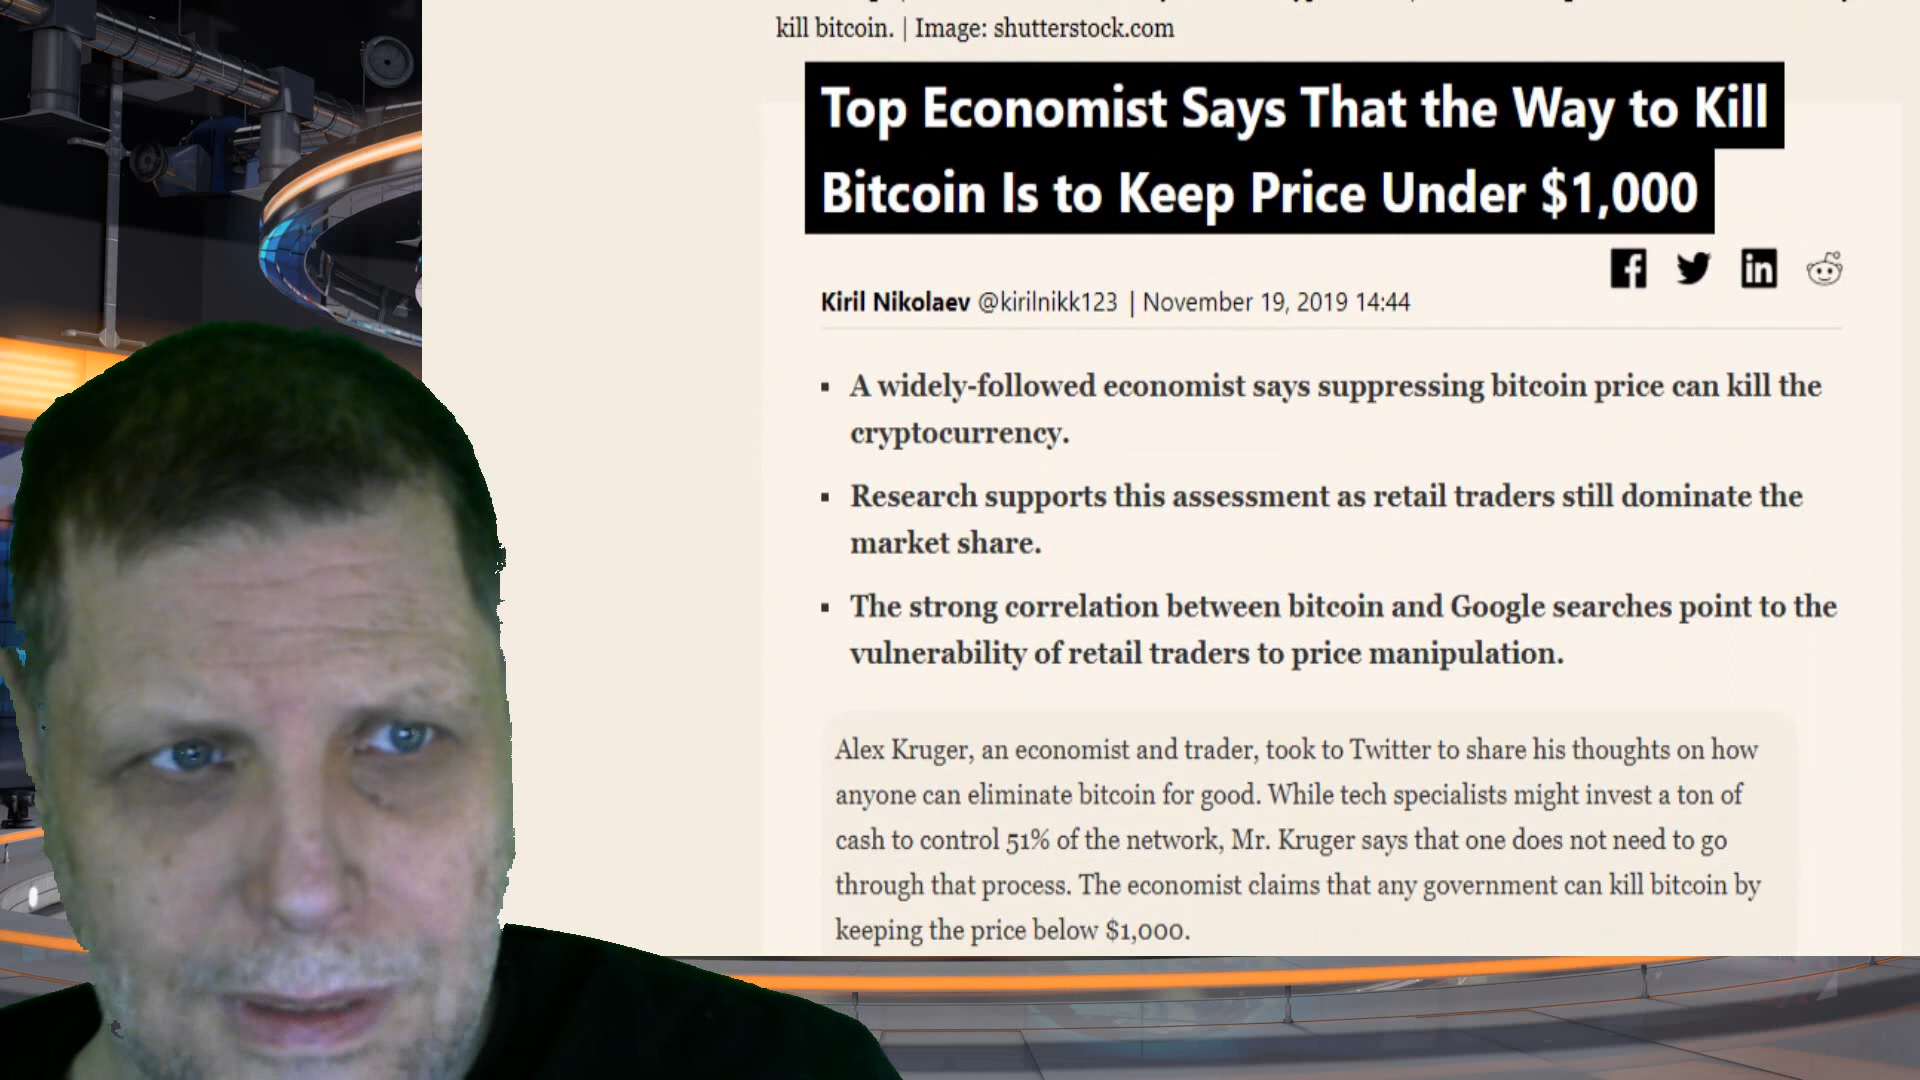 kill bitcoin. | Image: shutterstock.com
Top Economist Says That the Way to Kill
Bitcoin Is to Keep Price Under $1,000
Kiril Nikolaev @kirilnikk123 | November 19, 2019 14:44
▪ A widely-followed economist says suppressing bitcoin price can kill the
cryptocurrency.
▪ Research supports this assessment as retail traders still dominate the
market share.
▪ The strong correlation between bitcoin and Google searches point to the
vulnerability of retail traders to price manipulation.
Alex Kruger, an economist and trader, took to Twitter to share his thoughts on how
anyone can eliminate bitcoin for good. While tech specialists might invest a ton of
cash to control 51% of the network, Mr. Kruger says that one does not need to go
through that process. The economist claims that any government can kill bitcoin by
keeping the price below $1,000.